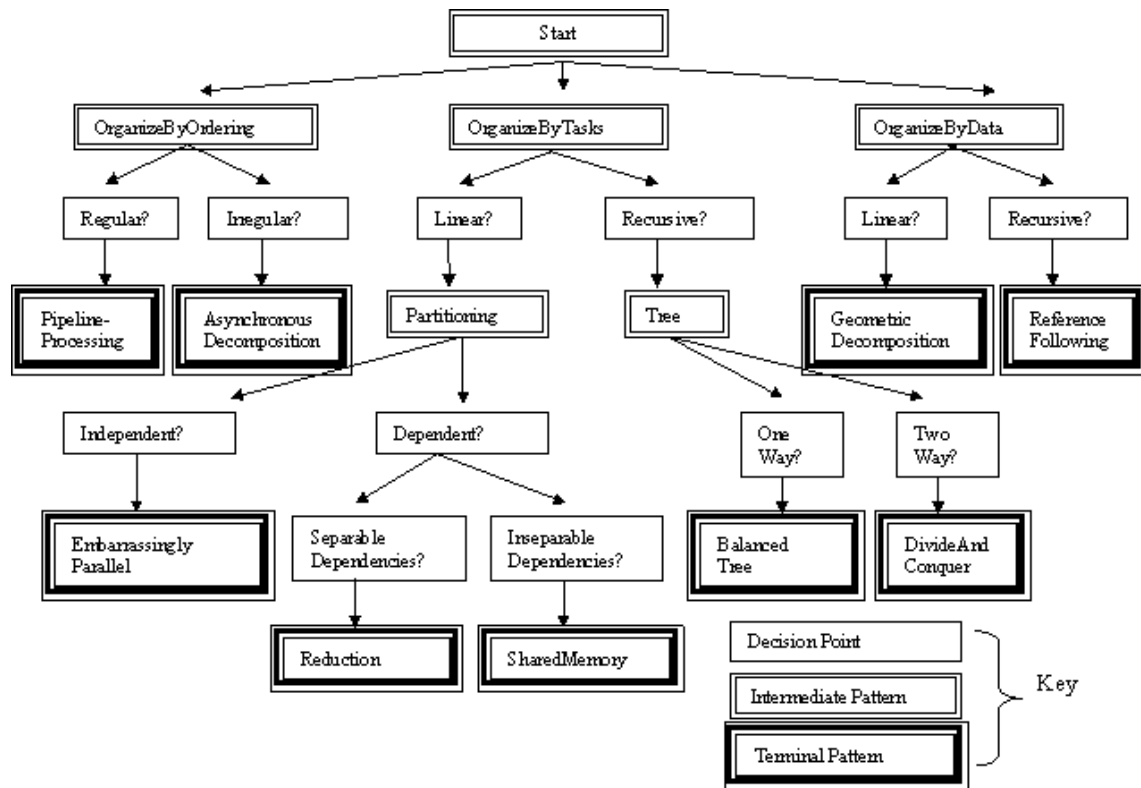 Start
OrganizeByOrdering
OrganizeByTasks
OrganizeByData
Regular?
Irregular?
Linear?
Recursive?
Linear?
Recursive?
Pipeline-
Processing
Asynchronous
Decomposition
Partitioning
Tree
Geometric
Decomposition
Reference
Following
Independent?
Dependent?
One
Way?
Two
Way?
Embarrassingly
Parallel
Separable
Dependencies?
Inseparable
Dependencies?
Balanced
Tree
DivideAnd
Conquer
Reduction
SharedMemory
Decision Point
Intermediate Pattern
Terminal Pattern
Key